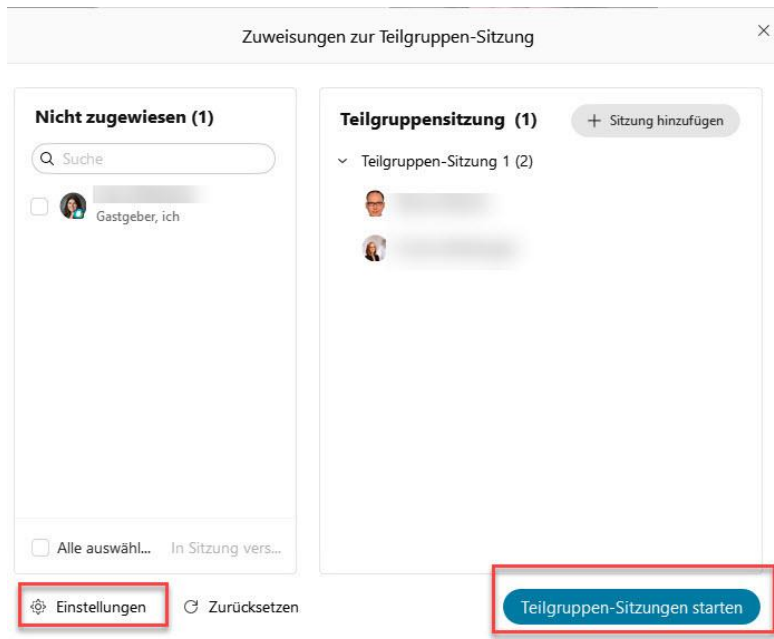 Zuweisungen zur Teilgruppen-Sitzung
Nicht zugewiesen (1)
Suche
Gastgeber, ich
Alle auswähl... In Sitzung vers...
Teilgruppensitzung (1)
+ Sitzung hinzufügen
Teilgruppen-Sitzung 1 (2)
Einstellungen
Zurücksetzen
Teilgruppen-Sitzungen starten